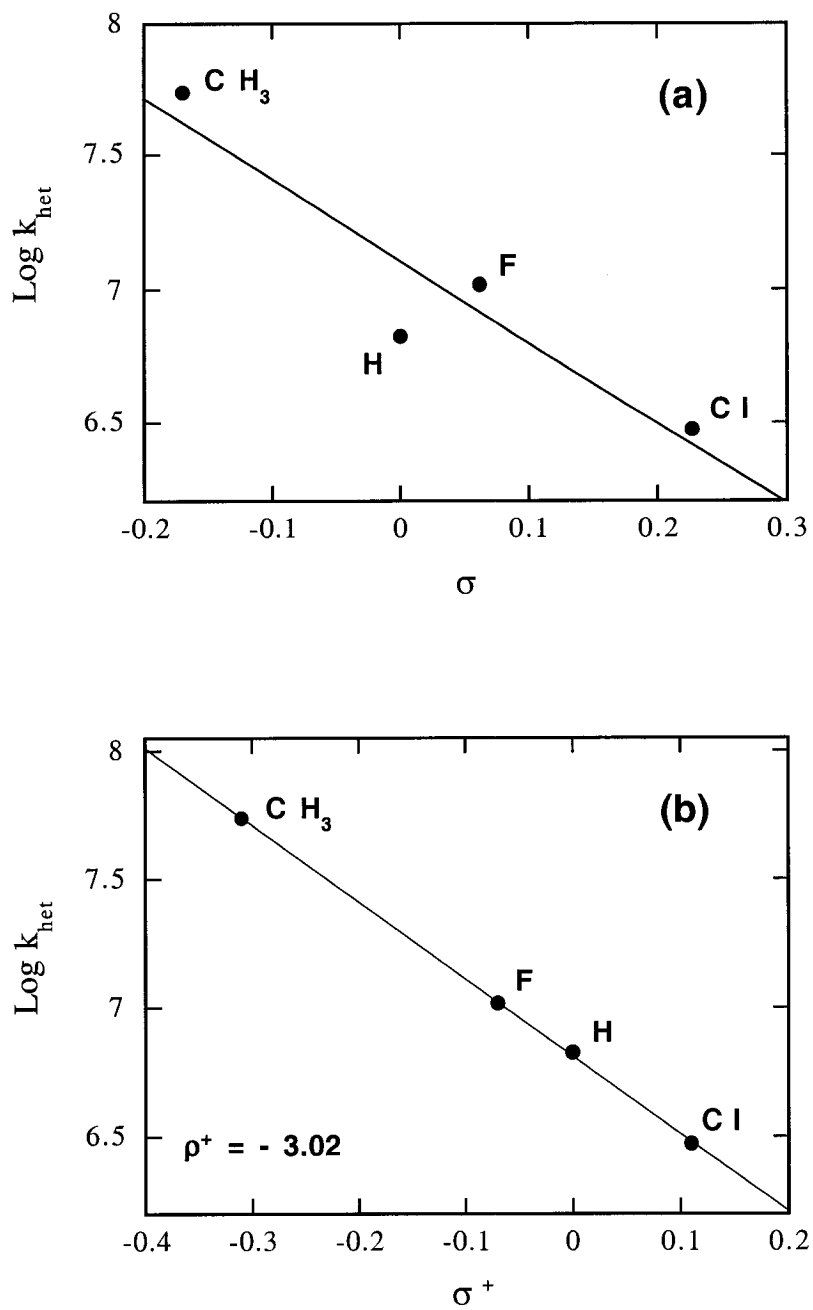 8
C H₃
(a)
7.5
Log k_het
7
F
H
C l
6.5
-0.2 -0.1 0 0.1 0.2 0.3
σ
8
C H₃
(b)
7.5
Log k_het
7
F
H
C l
6.5
ρ⁺ = - 3.02
-0.4 -0.3 -0.2 -0.1 0 0.1 0.2
σ⁺